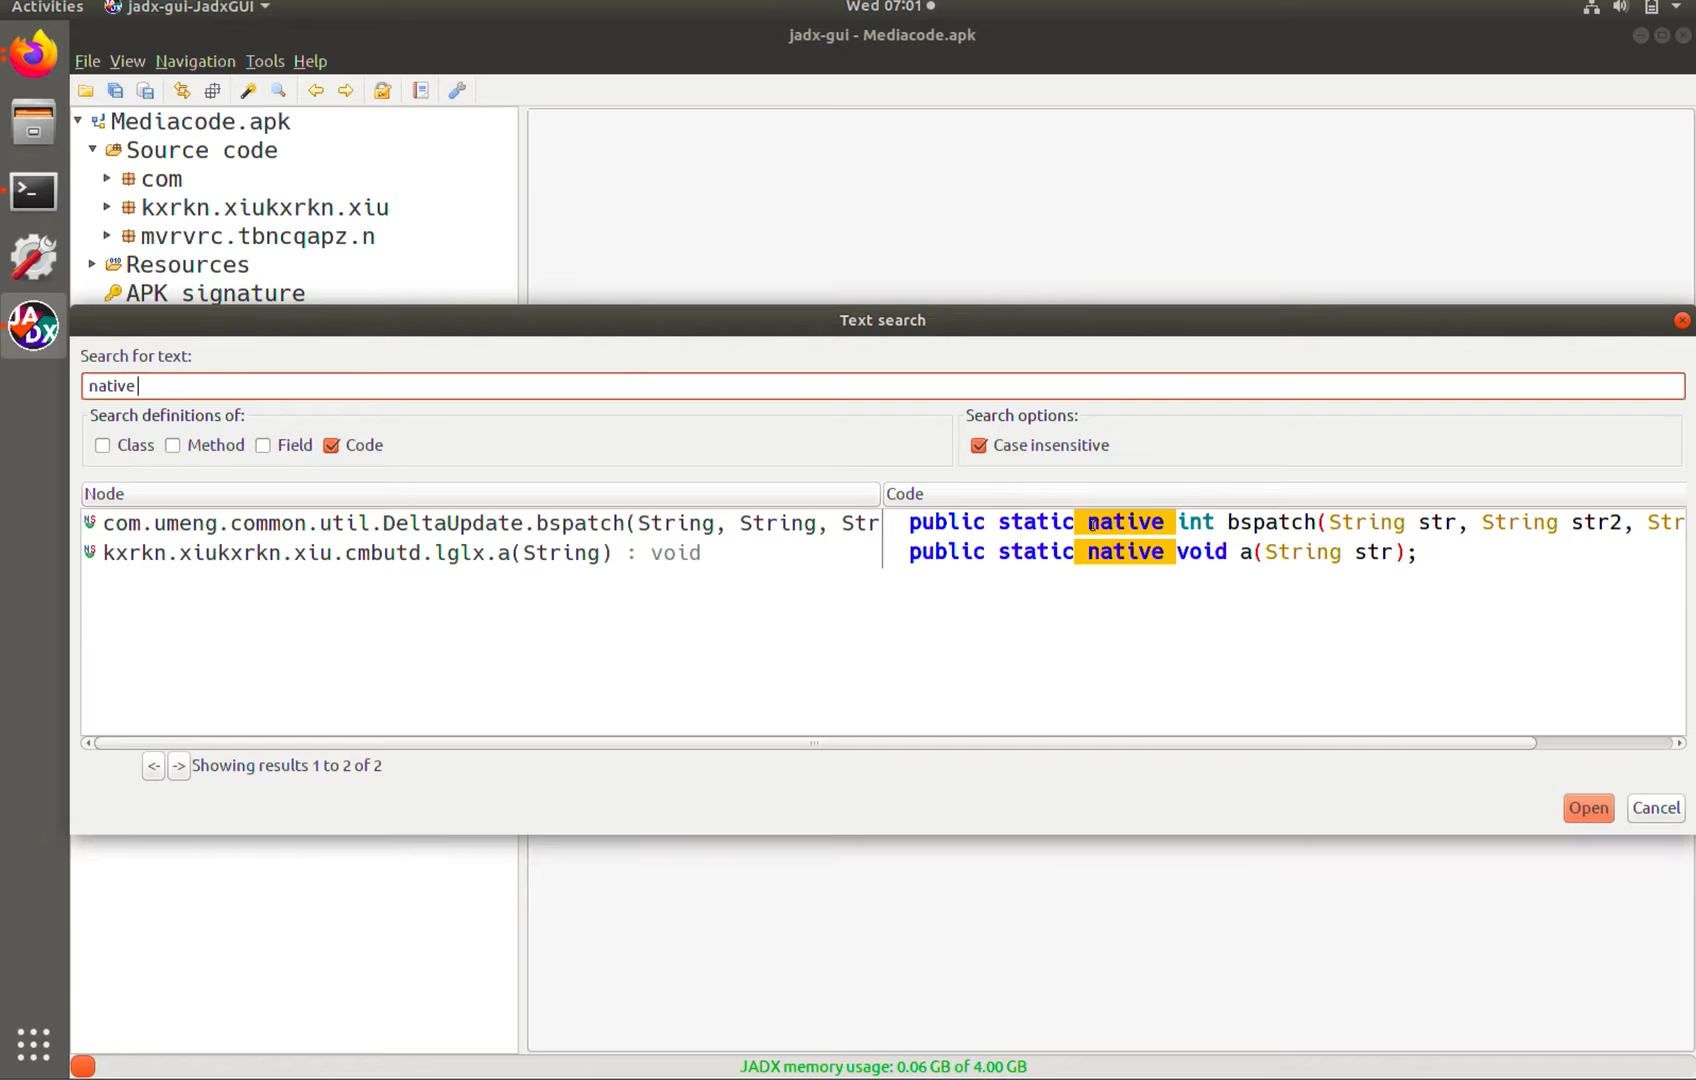 Activities jadx-gui-JadxGUI Wed 07:01
jadx-gui - Mediacode.apk
File View Navigation Tools Help
Mediacode.apk
Source code
com
kxrkn.xiukxrkn.xiu
mvrvrc.tbncqapz.n
Resources
APK signature
JADX
Text search
Search for text:
native
Search definitions of: Search options:
Class Method Field Code Case insensitive
Node Code
com.umeng.common.util.DeltaUpdate.bspatch(String, String, Str public static native int bspatch(String str, String str2, Str
kxrkn.xiukxrkn.xiu.cmbutd.lglx.a(String) : void public static native void a(String str);
<- -> Showing results 1 to 2 of 2
Open Cancel
JADX memory usage: 0.06 GB of 4.00 GB